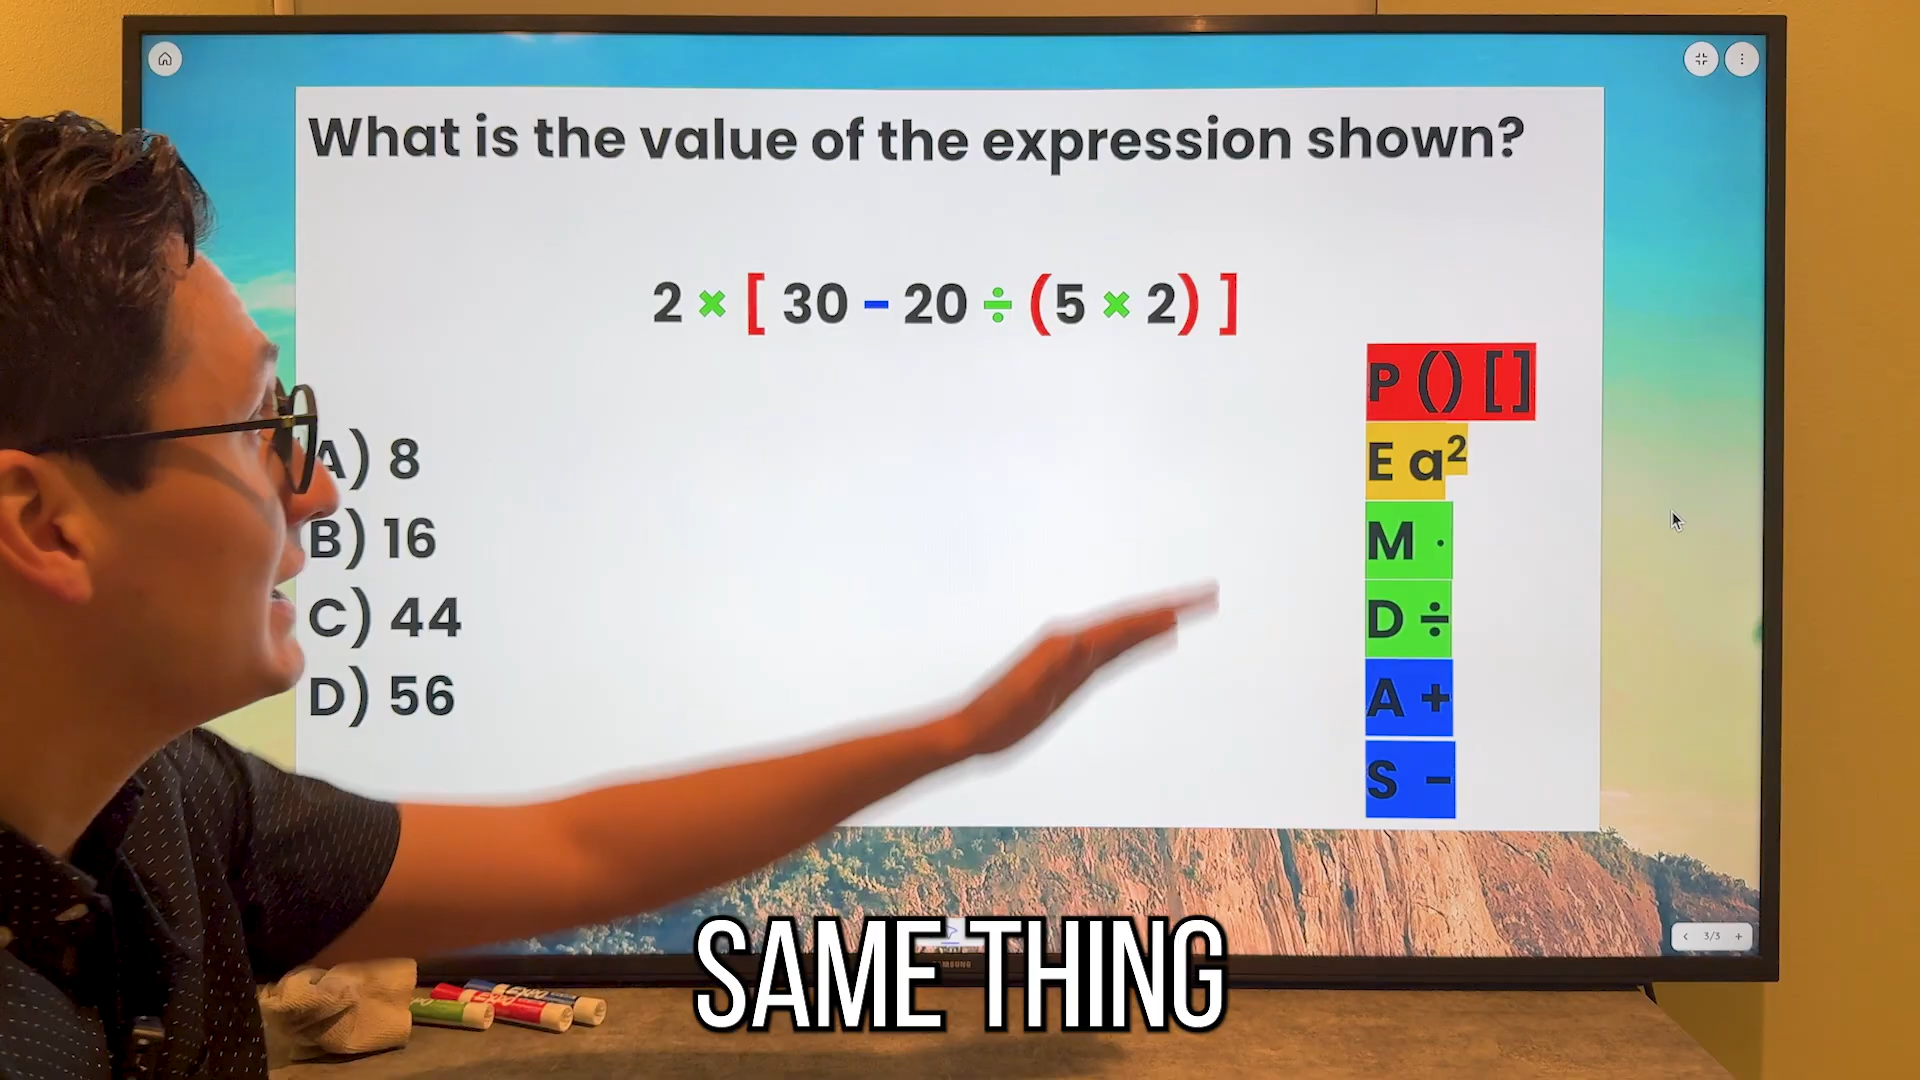 What is the value of the expression shown?
2 × [ 30 - 20 ÷ (5 × 2) ]
P () [ ]
E a²
M ·
D ÷
A +
S -
A) 8
B) 16
C) 44
D) 56
3/3
SAME THING